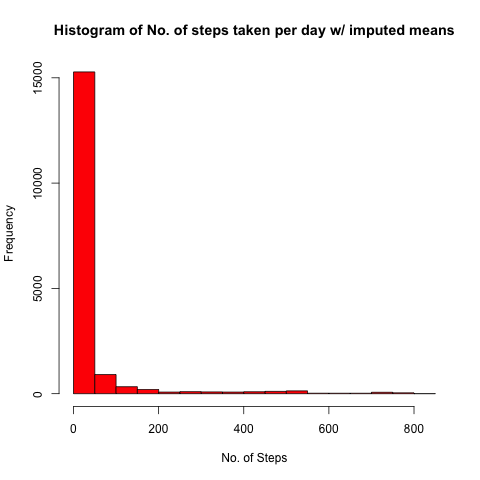 Histogram of No. of steps taken per day w/ imputed means
Frequency
15000
10000
5000
0
0 200 400 600 800
No. of Steps